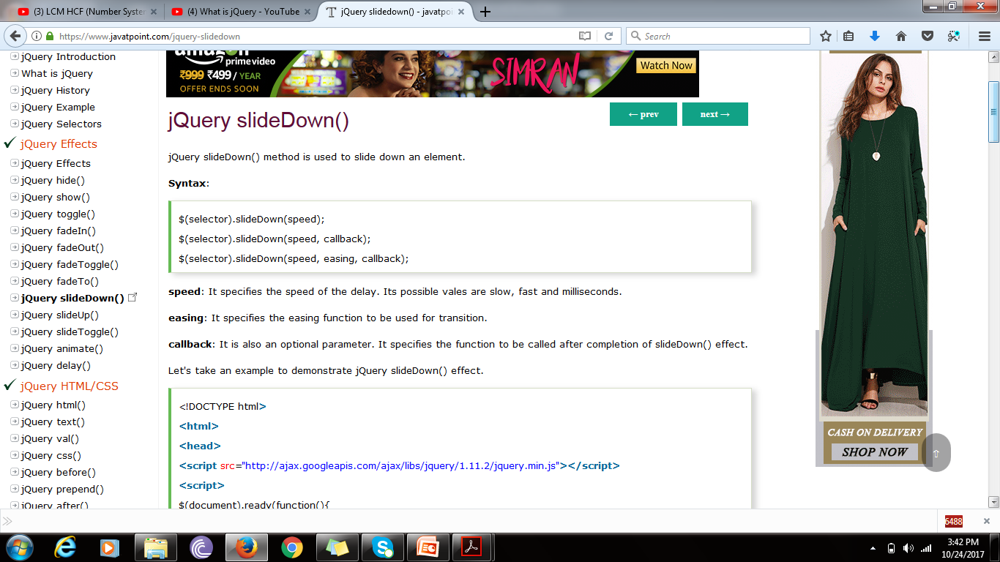 (3) LCM HCF (Number System
(4) What is jQuery - YouTube
jQuery slidedown() - javatpoi
https://www.javatpoint.com/jquery-slidedown
Search
jQuery Introduction
What is jQuery
jQuery History
jQuery Example
jQuery Selectors
jQuery Effects
jQuery Effects
jQuery hide()
jQuery show()
jQuery toggle()
jQuery fadeIn()
jQuery fadeOut()
jQuery fadeToggle()
jQuery fadeTo()
jQuery slideDown()
jQuery slideUp()
jQuery slideToggle()
jQuery animate()
jQuery delay()
jQuery HTML/CSS
jQuery html()
jQuery text()
jQuery val()
jQuery css()
jQuery before()
jQuery prepend()
jQuery after()
amazon
prime video
₹999 ₹499 / YEAR
OFFER ENDS SOON
SIMRAN
Watch Now
jQuery slideDown()
← prev
next →
jQuery slideDown() method is used to slide down an element.
Syntax:
$(selector).slideDown(speed);
$(selector).slideDown(speed, callback);
$(selector).slideDown(speed, easing, callback);
speed: It specifies the speed of the delay. Its possible vales are slow, fast and milliseconds.
easing: It specifies the easing function to be used for transition.
callback: It is also an optional parameter. It specifies the function to be called after completion of slideDown() effect.
Let's take an example to demonstrate jQuery slideDown() effect.
<!DOCTYPE html>
<html>
<head>
<script src="http://ajax.googleapis.com/ajax/libs/jquery/1.11.2/jquery.min.js"></script>
<script>
$(document).ready(function(){
CASH ON DELIVERY
SHOP NOW
6488
3:42 PM
10/24/2017